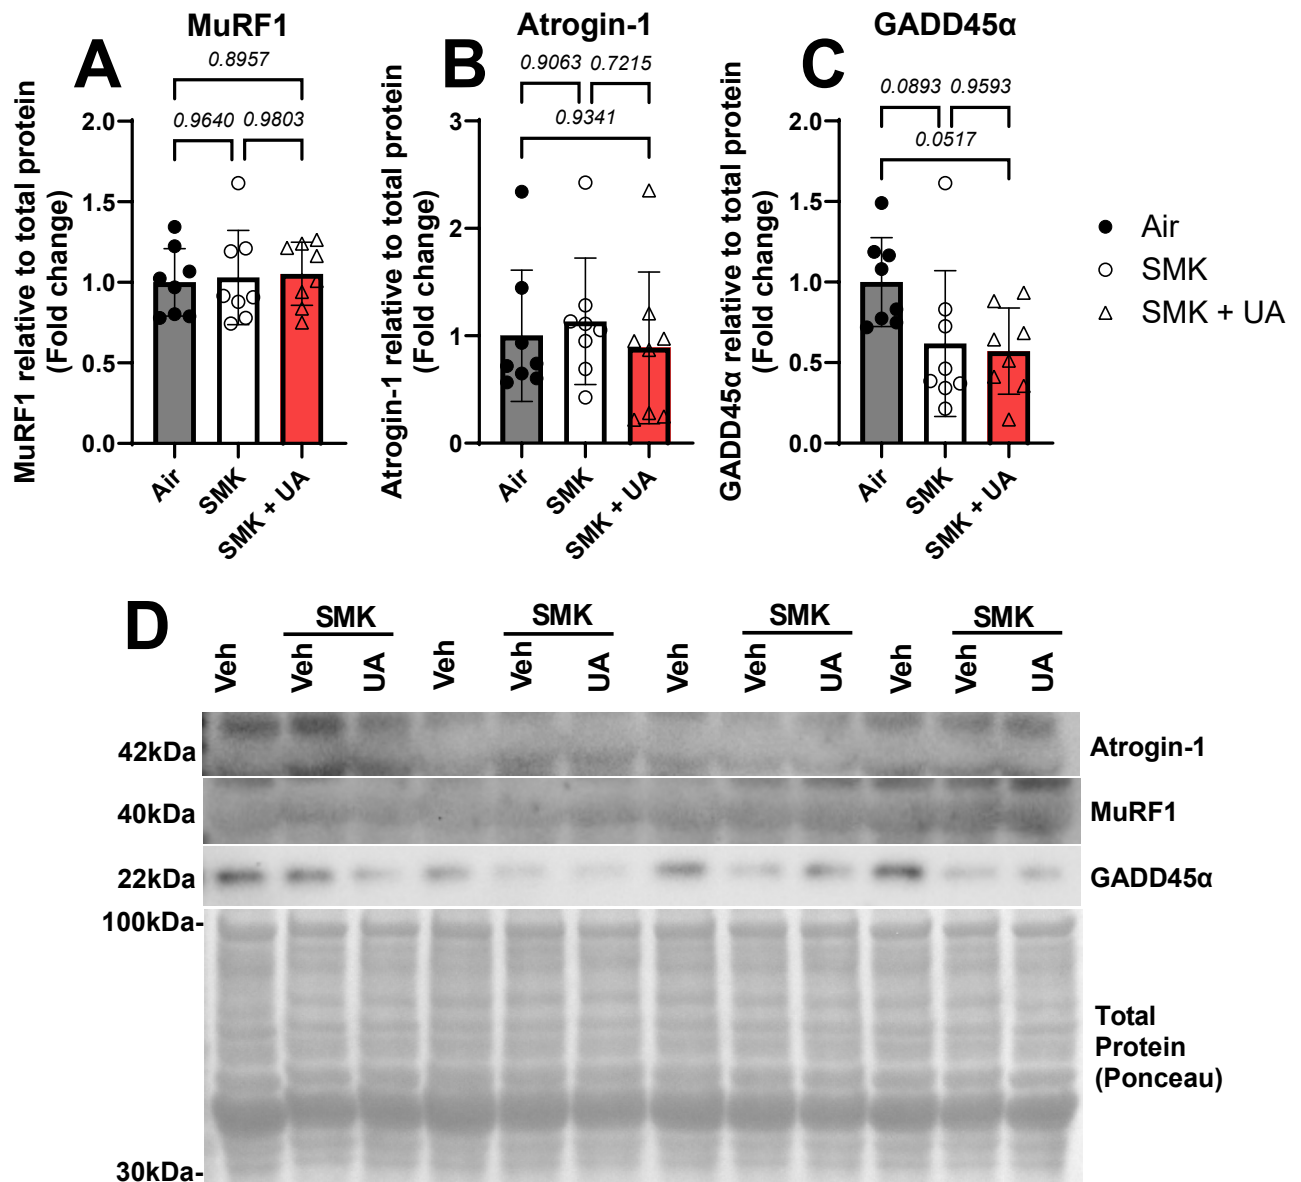 MuRF1
A
0.8957
0.9640
0.9803
MuRF1 relative to total protein
(Fold change)
2.0
1.5
1.0
0.5
0.0
Air
SMK
SMK + UA
Atrogin-1
B
0.9063
0.7215
0.9341
Atrogin-1 relative to total protein
(Fold change)
3
2
1
0
Air
SMK
SMK + UA
GADD45α
C
0.0893
0.9593
0.0517
GADD45α relative to total protein
(Fold change)
2.0
1.5
1.0
0.5
0.0
Air
SMK
SMK + UA
Air
SMK
SMK + UA
D
SMK
SMK
SMK
SMK
Veh
Veh
UA
Veh
Veh
UA
Veh
Veh
UA
Veh
Veh
UA
42kDa
Atrogin-1
40kDa
MuRF1
22kDa
GADD45α
100kDa-
Total
Protein
(Ponceau)
30kDa-